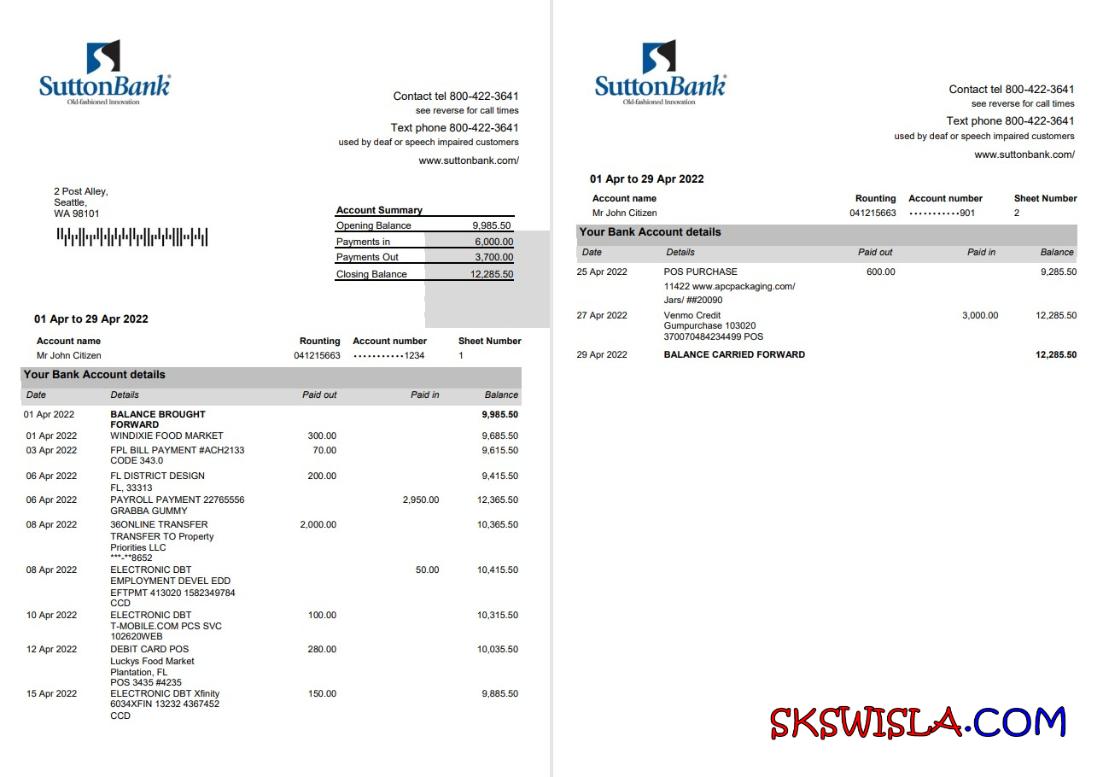 SuttonBank®
Old-fashioned Innovation
Contact tel 800-422-3641
see reverse for call times
Text phone 800-422-3641
used by deaf or speech impaired customers
www.suttonbank.com/
2 Post Alley,
Seattle,
WA 98101
Account Summary
Opening Balance 9,985.50
Payments in 6,000.00
Payments Out 3,700.00
Closing Balance 12,285.50
01 Apr to 29 Apr 2022
Account name Rounting Account number Sheet Number
Mr John Citizen 041215663 ···········1234 1
Your Bank Account details
Date Details Paid out Paid in Balance
01 Apr 2022 BALANCE BROUGHT 9,985.50
FORWARD
01 Apr 2022 WINDIXIE FOOD MARKET 300.00 9,685.50
03 Apr 2022 FPL BILL PAYMENT #ACH2133 70.00 9,615.50
CODE 343.0
06 Apr 2022 FL DISTRICT DESIGN 200.00 9,415.50
FL, 33313
06 Apr 2022 PAYROLL PAYMENT 22765556 2,950.00 12,365.50
GRABBA GUMMY
08 Apr 2022 36ONLINE TRANSFER 2,000.00 10,365.50
TRANSFER TO Property
Priorities LLC
***-**8652
08 Apr 2022 ELECTRONIC DBT 50.00 10,415.50
EMPLOYMENT DEVEL EDD
EFTPMT 413020 1582349784
CCD
10 Apr 2022 ELECTRONIC DBT 100.00 10,315.50
T-MOBILE.COM PCS SVC
102620WEB
12 Apr 2022 DEBIT CARD POS 280.00 10,035.50
Luckys Food Market
Plantation, FL
POS 3435 #4235
15 Apr 2022 ELECTRONIC DBT Xfinity 150.00 9,885.50
6034XFIN 13232 4367452
CCD
SuttonBank®
Old-fashioned Innovation
Contact tel 800-422-3641
see reverse for call times
Text phone 800-422-3641
used by deaf or speech impaired customers
www.suttonbank.com/
01 Apr to 29 Apr 2022
Account name Rounting Account number Sheet Number
Mr John Citizen 041215663 ···········901 2
Your Bank Account details
Date Details Paid out Paid in Balance
25 Apr 2022 POS PURCHASE 600.00 9,285.50
11422 www.apcpackaging.com/
Jars/ ##20090
27 Apr 2022 Venmo Credit 3,000.00 12,285.50
Gumpurchase 103020
370070484234499 POS
29 Apr 2022 BALANCE CARRIED FORWARD 12,285.50
SKSWISLA.COM